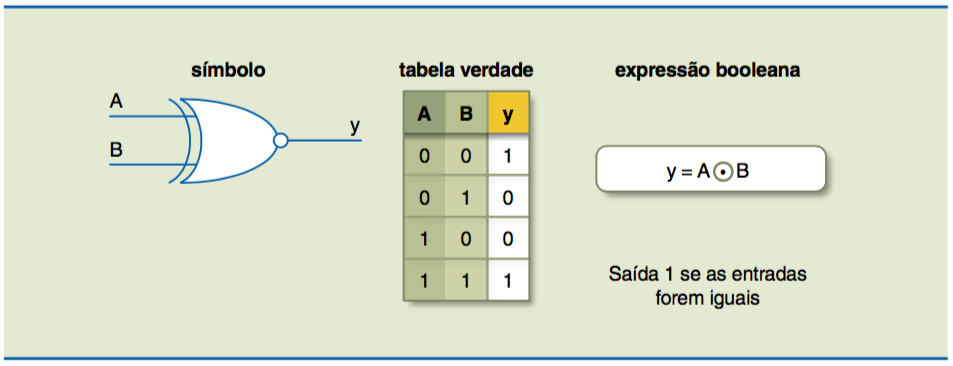 símbolo
A
B
y
tabela verdade
A B y
0 0 1
0 1 0
1 0 0
1 1 1
expressão booleana
y = A ⊙ B
Saída 1 se as entradas
forem iguais